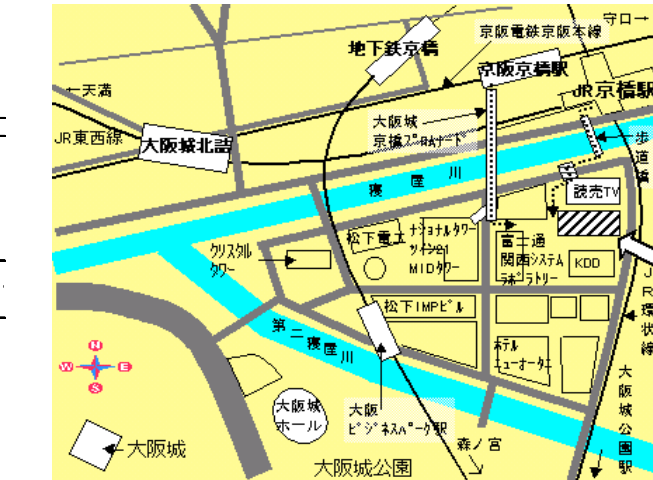 守口→
京阪電鉄京阪本線
地下鉄京橋
京阪京橋駅
←天満
JR京橋駅
大阪城
京橋ﾌﾟﾛﾑﾅｰﾄﾞ
JR東西線
大阪城北詰
歩道橋
寝屋川
読売TV
松下電工
ﾅｼｮﾅﾙﾀﾜｰ
ﾂｲﾝ21
MIDﾀﾜｰ
富士通
関西ｼｽﾃﾑ
ﾗﾎﾞﾗﾄﾘｰ
KDD
ｸﾘｽﾀﾙ
ﾀﾜｰ
JR環状線
松下IMPﾋﾞﾙ
第二寝屋川
ﾎﾃﾙ
ﾆｭｰｵｰﾀﾆ
N
W
E
S
大阪城公園駅
大阪城
ホール
大阪
ﾋﾞｼﾞﾈｽﾊﾟｰｸ駅
森ノ宮
大阪城
大阪城公園